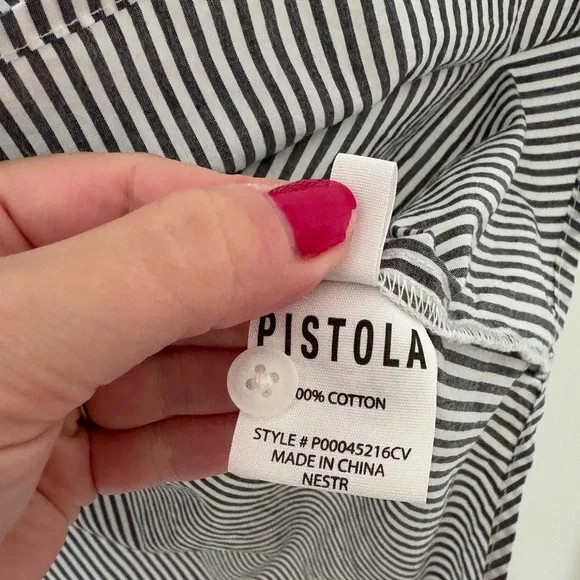 PISTOLA
00% COTTON
STYLE # P00045216CV
MADE IN CHINA
NESTR